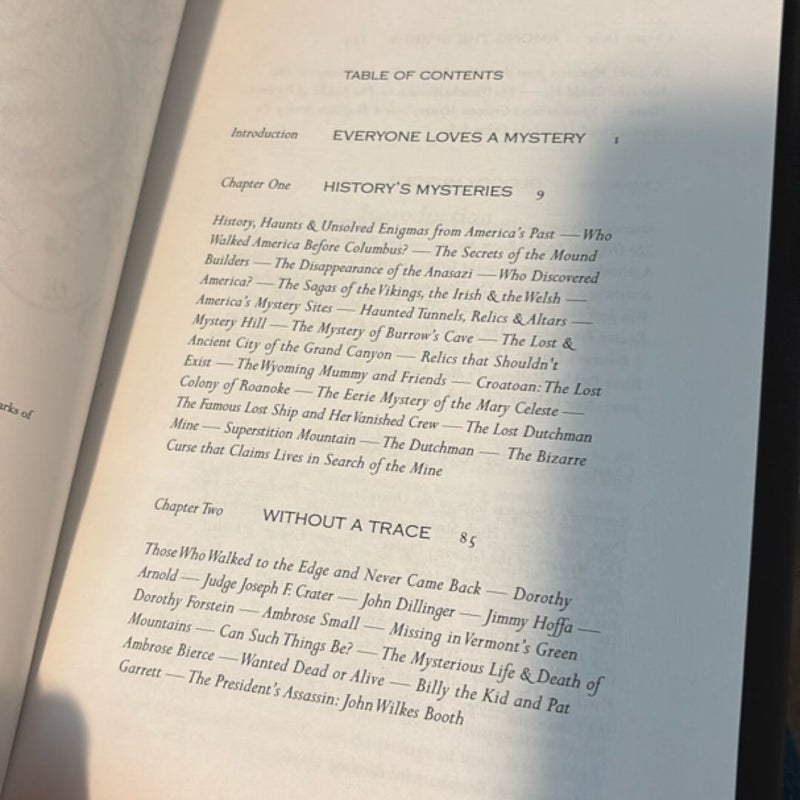 TABLE OF CONTENTS
Introduction EVERYONE LOVES A MYSTERY 1
Chapter One HISTORY'S MYSTERIES 9
History, Haunts & Unsolved Enigmas from America's Past — Who
Walked America Before Columbus? — The Secrets of the Mound
Builders — The Disappearance of the Anasazi — Who Discovered
America? — The Sagas of the Vikings, the Irish & the Welsh —
America's Mystery Sites — Haunted Tunnels, Relics & Altars —
Mystery Hill — The Mystery of Burrow's Cave — The Lost &
Ancient City of the Grand Canyon — Relics that Shouldn't
Exist — The Wyoming Mummy and Friends — Croatoan: The Lost
Colony of Roanoke — The Eerie Mystery of the Mary Celeste —
The Famous Lost Ship and Her Vanished Crew — The Lost Dutchman
Mine — Superstition Mountain — The Dutchman — The Bizarre
Curse that Claims Lives in Search of the Mine
Chapter Two WITHOUT A TRACE 85
Those Who Walked to the Edge and Never Came Back — Dorothy
Arnold — Judge Joseph F. Crater — John Dillinger — Jimmy Hoffa —
Dorothy Forstein — Ambrose Small — Missing in Vermont's Green
Mountains — Can Such Things Be? — The Mysterious Life & Death of
Ambrose Bierce — Wanted Dead or Alive — Billy the Kid and Pat
Garrett — The President's Assassin: John Wilkes Booth
arks of